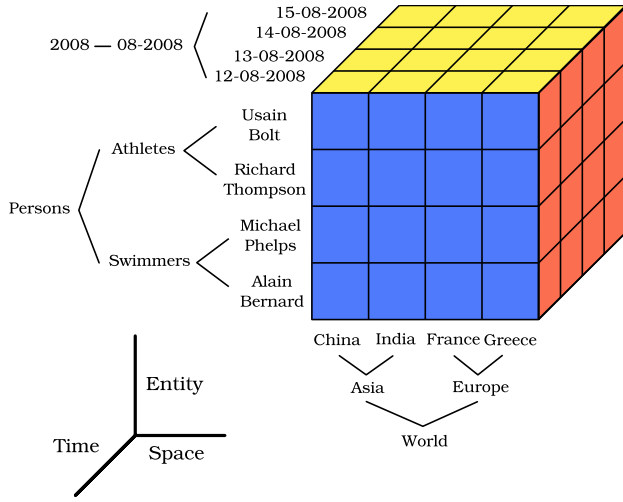 15-08-2008
14-08-2008
2008 — 08-2008
13-08-2008
12-08-2008
Usain
Bolt
Athletes
Richard
Thompson
Persons
Michael
Phelps
Swimmers
Alain
Bernard
China India France Greece
Asia Europe
World
Entity
Time
Space